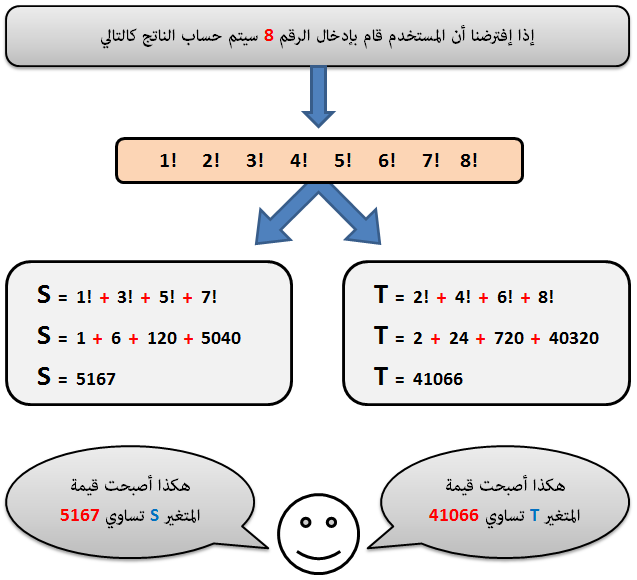 إذا إفترضنا أن المستخدم قام بإدخال الرقم 8 سيتم حساب الناتج كالتالي
1! 2! 3! 4! 5! 6! 7! 8!
S = 1! + 3! + 5! + 7!
S = 1 + 6 + 120 + 5040
S = 5167
T = 2! + 4! + 6! + 8!
T = 2 + 24 + 720 + 40320
T = 41066
هكذا أصبحت قيمة
المتغير S تساوي 5167
هكذا أصبحت قيمة
المتغير T تساوي 41066